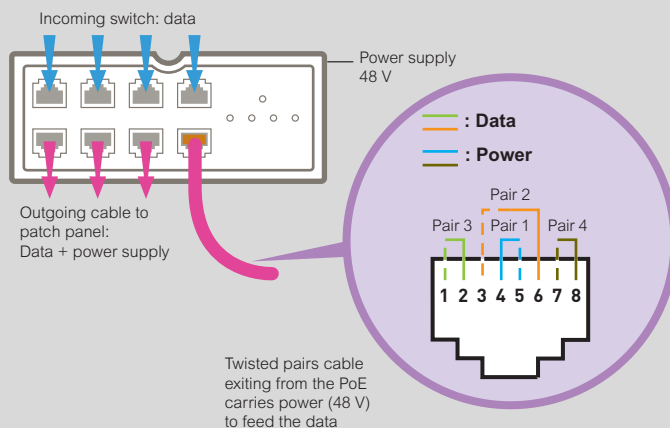 Incoming switch: data
Power supply
48 V
: Data
: Power
Outgoing cable to
patch panel:
Data + power supply
Pair 2
Pair 3 Pair 1 Pair 4
1 2 3 4 5 6 7 8
Twisted pairs cable
exiting from the PoE
carries power (48 V)
to feed the data